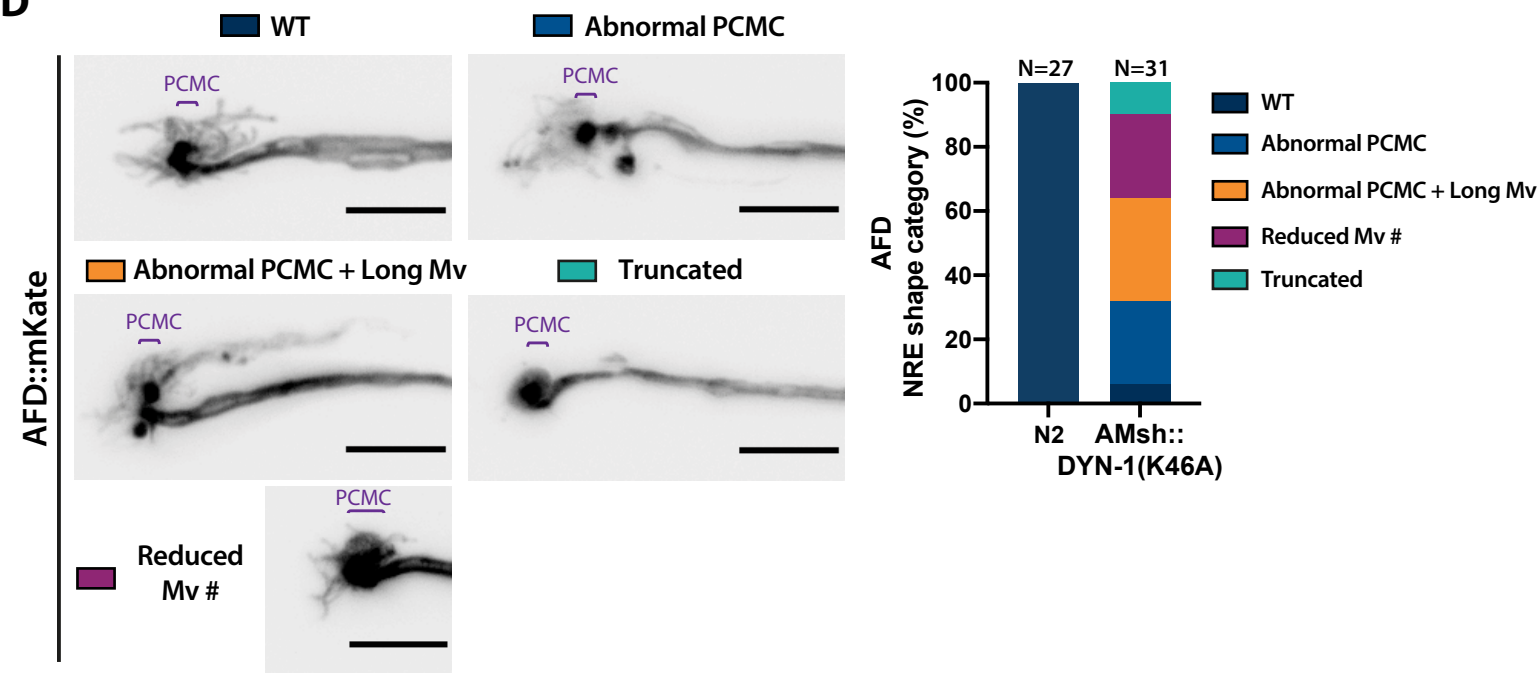 D
WT
Abnormal PCMC
PCMC
PCMC
Abnormal PCMC + Long Mv
Truncated
PCMC
PCMC
PCMC
Reduced
Mv #
AFD::mKate
N=27
N=31
100
80
60
40
20
0
AFD
NRE shape category (%)
N2
AMsh::
DYN-1(K46A)
WT
Abnormal PCMC
Abnormal PCMC + Long Mv
Reduced Mv #
Truncated